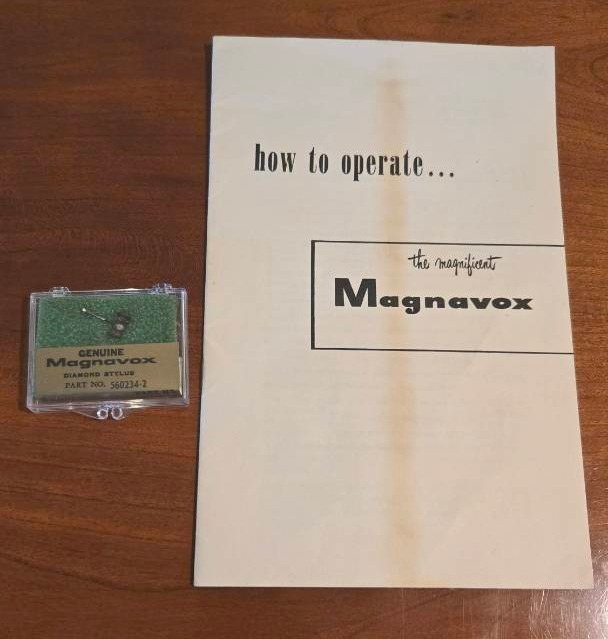 how to operate...
the magnificent
Magnavox
GENUINE
Magnavox
DIAMOND STYLUS
PART NO. 560234-2